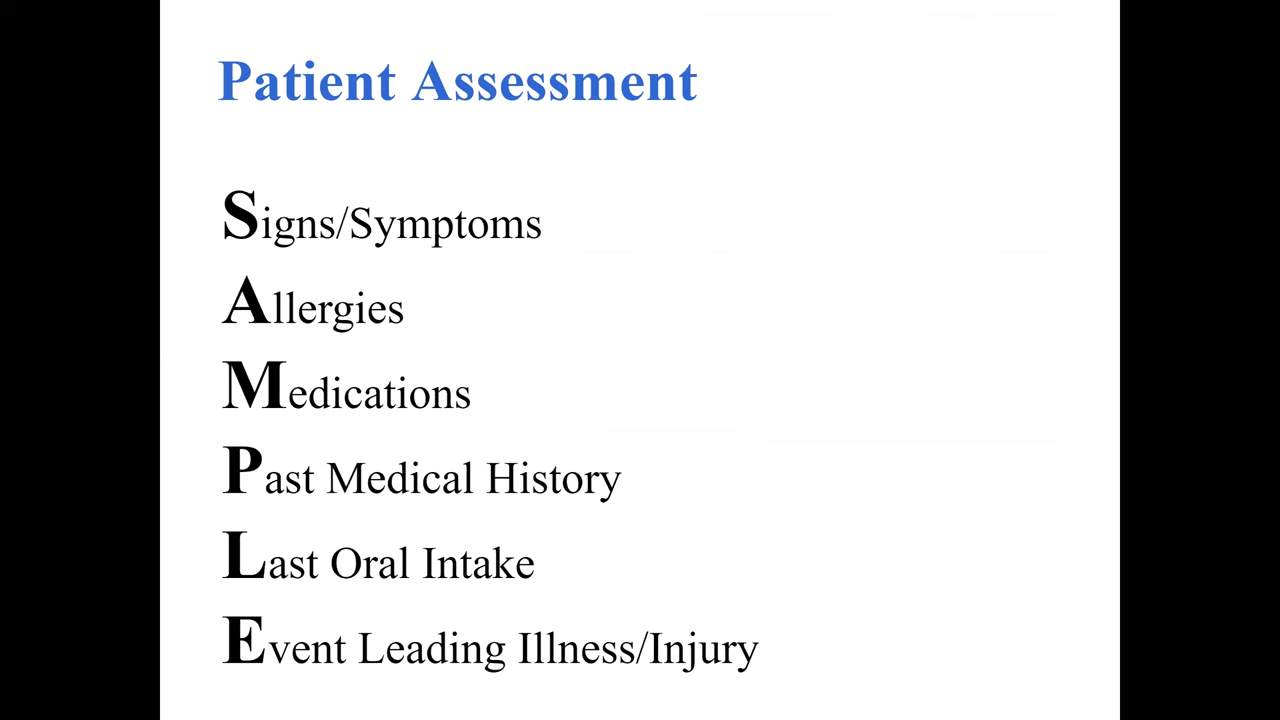 Patient Assessment
Signs/Symptoms
Allergies
Medications
Past Medical History
Last Oral Intake
Event Leading Illness/Injury